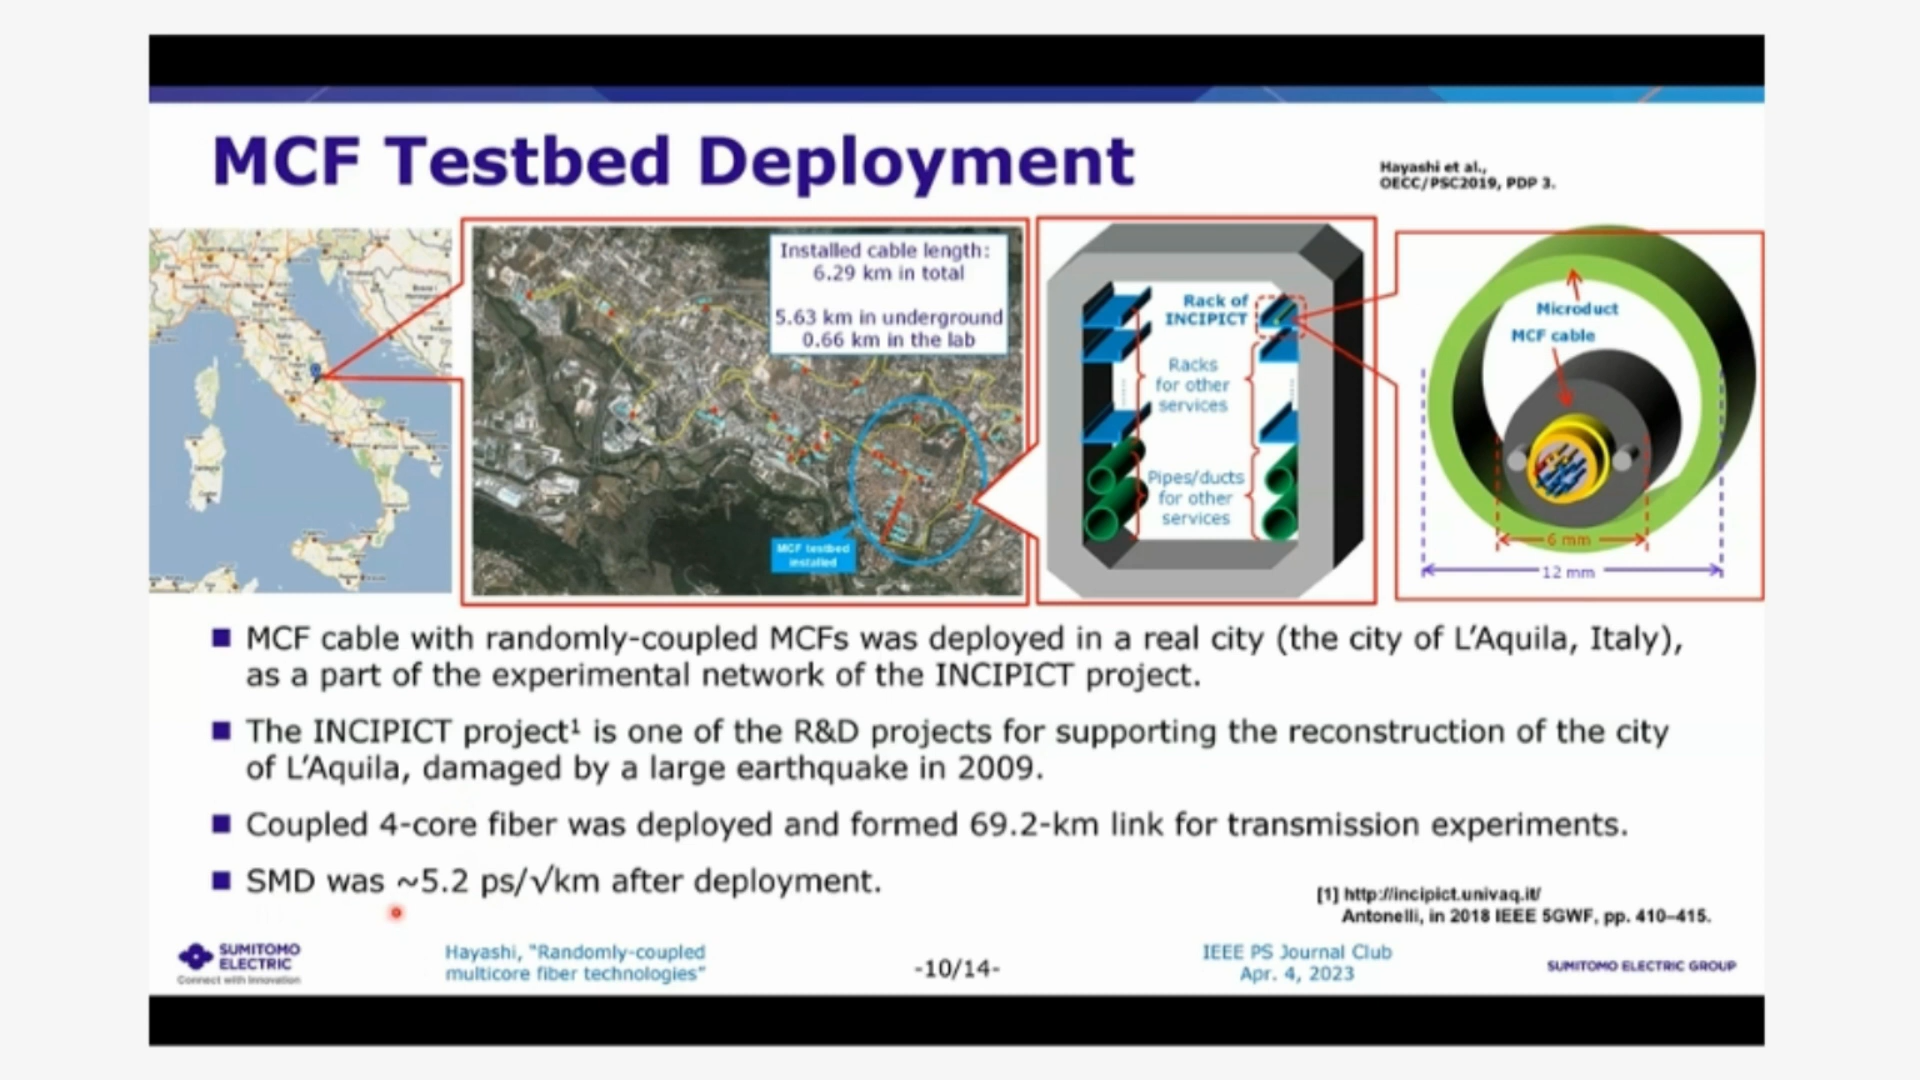 MCF Testbed Deployment
Hayashi et al.,
OECC/PSC2019, PDP 3.
Installed cable length:
6.29 km in total
5.63 km in underground
0.66 km in the lab
MCF testbed
installed
Rack of
INCIPICT
Racks
for other
services
Pipes/ducts
for other
services
Microduct
MCF cable
6 mm
12 mm
■ MCF cable with randomly-coupled MCFs was deployed in a real city (the city of L’Aquila, Italy),
as a part of the experimental network of the INCIPICT project.
■ The INCIPICT project¹ is one of the R&D projects for supporting the reconstruction of the city
of L’Aquila, damaged by a large earthquake in 2009.
■ Coupled 4-core fiber was deployed and formed 69.2-km link for transmission experiments.
■ SMD was ~5.2 ps/√km after deployment.
[1] http://incipict.univaq.it/
Antonelli, in 2018 IEEE 5GWF, pp. 410–415.
SUMITOMO
ELECTRIC
Connect with Innovation
Hayashi, “Randomly-coupled
multicore fiber technologies”
-10/14-
IEEE PS Journal Club
Apr. 4, 2023
SUMITOMO ELECTRIC GROUP